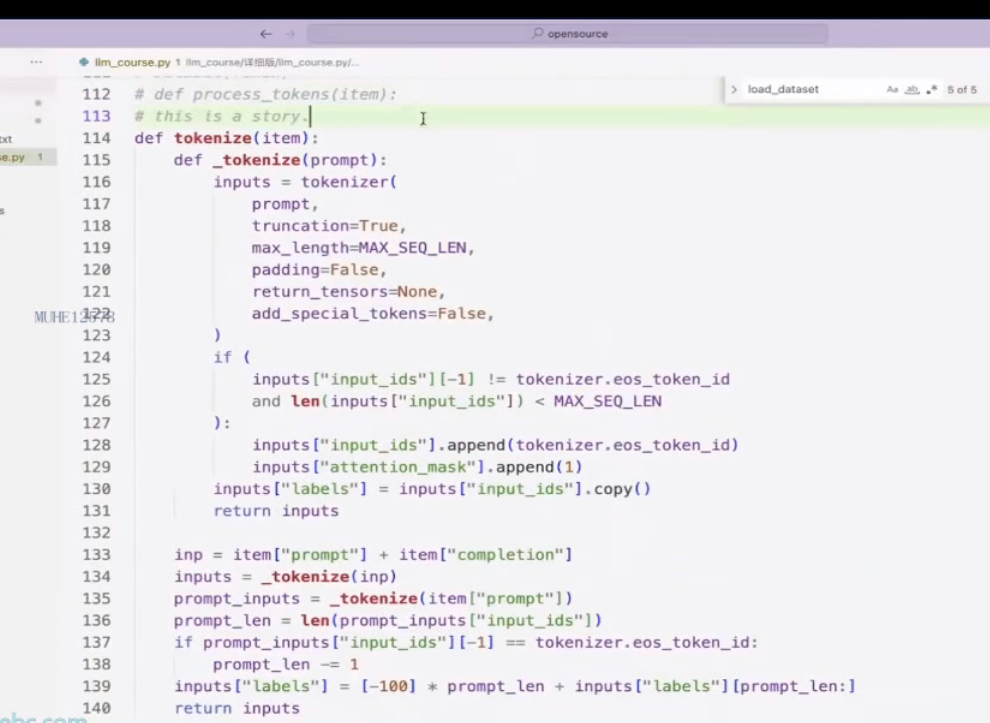 opensource
llm_course.py 1 llm_course/详细版/llm_course.py/...
load_dataset
Aa ab 5 of 5
112 # def process_tokens(item):
113 # this is a story.
114 def tokenize(item):
115 def _tokenize(prompt):
116 inputs = tokenizer(
117 prompt,
118 truncation=True,
119 max_length=MAX_SEQ_LEN,
120 padding=False,
121 return_tensors=None,
122 add_special_tokens=False,
123 )
124 if (
125 inputs["input_ids"][-1] != tokenizer.eos_token_id
126 and len(inputs["input_ids"]) < MAX_SEQ_LEN
127 ):
128 inputs["input_ids"].append(tokenizer.eos_token_id)
129 inputs["attention_mask"].append(1)
130 inputs["labels"] = inputs["input_ids"].copy()
131 return inputs
132
133 inp = item["prompt"] + item["completion"]
134 inputs = _tokenize(inp)
135 prompt_inputs = _tokenize(item["prompt"])
136 prompt_len = len(prompt_inputs["input_ids"])
137 if prompt_inputs["input_ids"][-1] == tokenizer.eos_token_id:
138 prompt_len -= 1
139 inputs["labels"] = [-100] * prompt_len + inputs["labels"][prompt_len:]
140 return inputs
txt
se.py 1
s